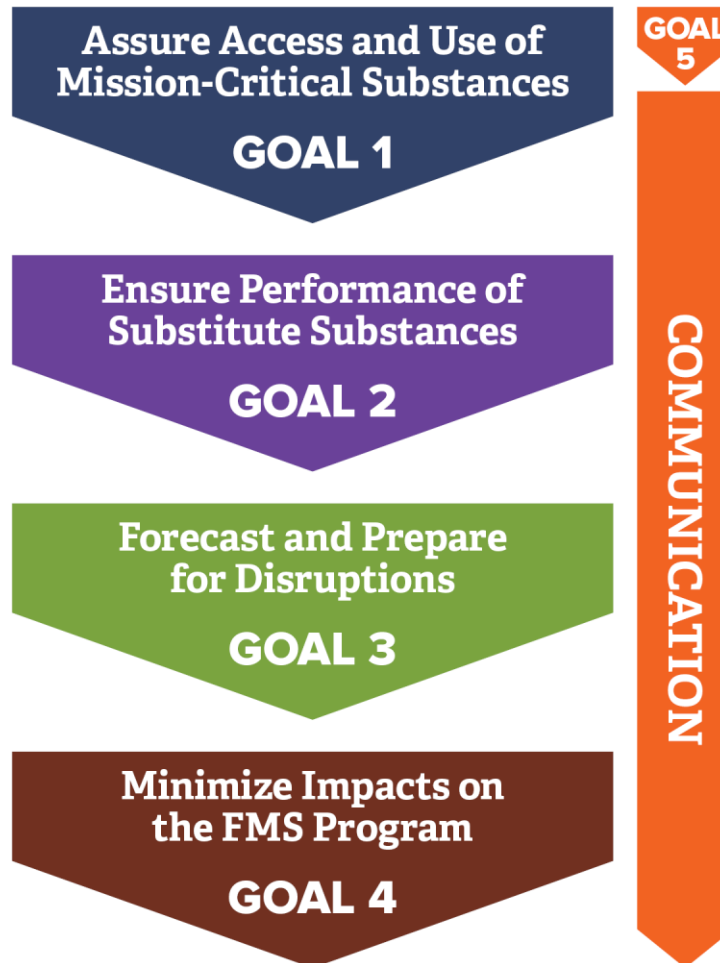 Assure Access and Use of
Mission-Critical Substances
GOAL 1
Ensure Performance of
Substitute Substances
GOAL 2
Forecast and Prepare
for Disruptions
GOAL 3
Minimize Impacts on
the FMS Program
GOAL 4
GOAL
5
COMMUNICATION